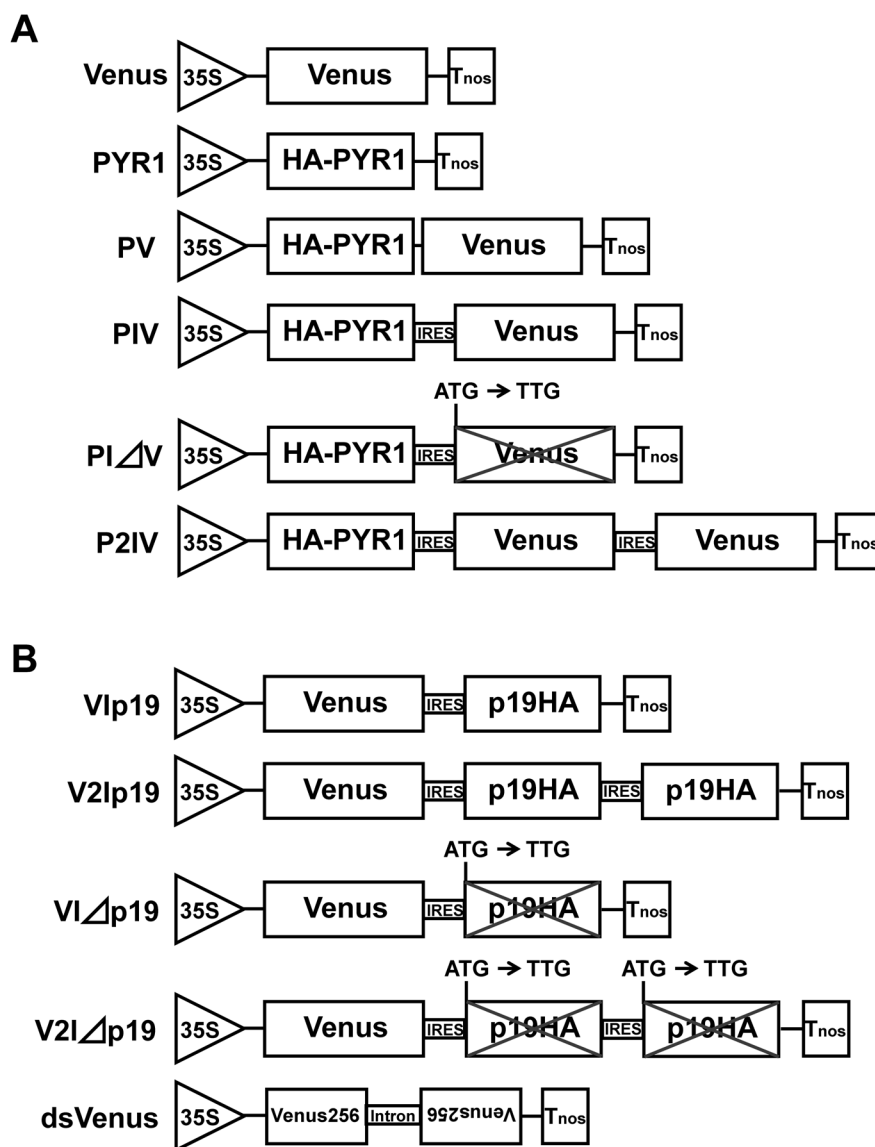 A
Venus 35S Venus Tnos
PYR1 35S HA-PYR1 Tnos
PV 35S HA-PYR1 Venus Tnos
PIV 35S HA-PYR1 IRES Venus Tnos
ATG → TTG
PI⊿V 35S HA-PYR1 IRES Venus Tnos
P2IV 35S HA-PYR1 IRES Venus IRES Venus Tnos
B
VIp19 35S Venus IRES p19HA Tnos
V2Ip19 35S Venus IRES p19HA IRES p19HA Tnos
ATG → TTG
VI⊿p19 35S Venus IRES p19HA Tnos
ATG → TTG ATG → TTG
V2I⊿p19 35S Venus IRES p19HA IRES p19HA Tnos
dsVenus 35S Venus256 Intron Venus256 Tnos